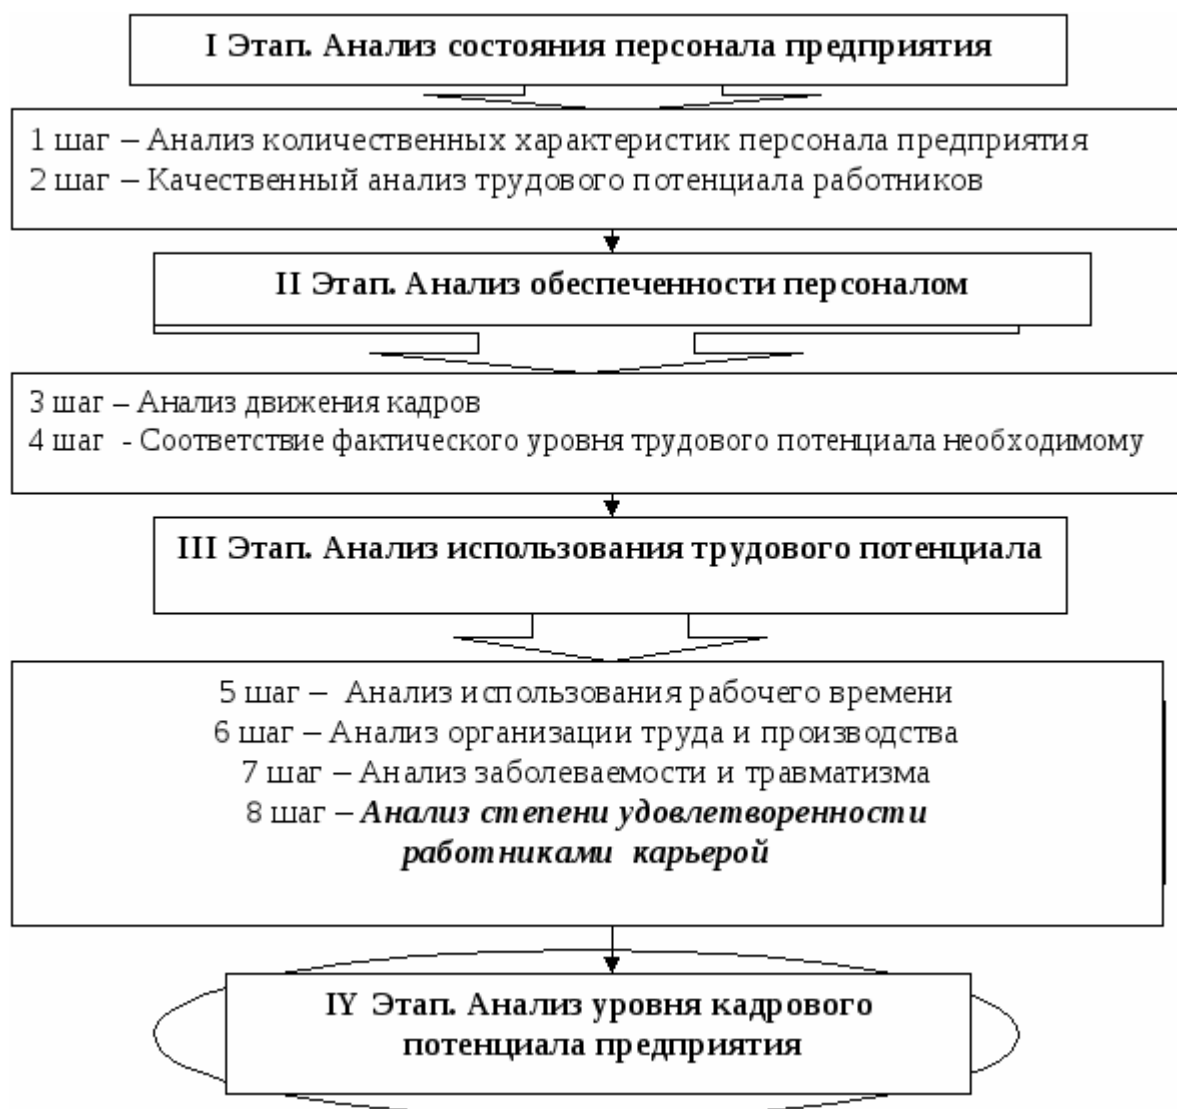 I Этап. Анализ состояния персонала предприятия
1 шаг – Анализ количественных характеристик персонала предприятия
2 шаг – Качественный анализ трудового потенциала работников
II Этап. Анализ обеспеченности персоналом
3 шаг – Анализ движения кадров
4 шаг - Соответствие фактического уровня трудового потенциала необходимому
III Этап. Анализ использования трудового потенциала
5 шаг – Анализ использования рабочего времени
6 шаг – Анализ организации труда и производства
7 шаг – Анализ заболеваемости и травматизма
8 шаг – Анализ степени удовлетворенности
работниками карьерой
IY Этап. Анализ уровня кадрового
потенциала предприятия